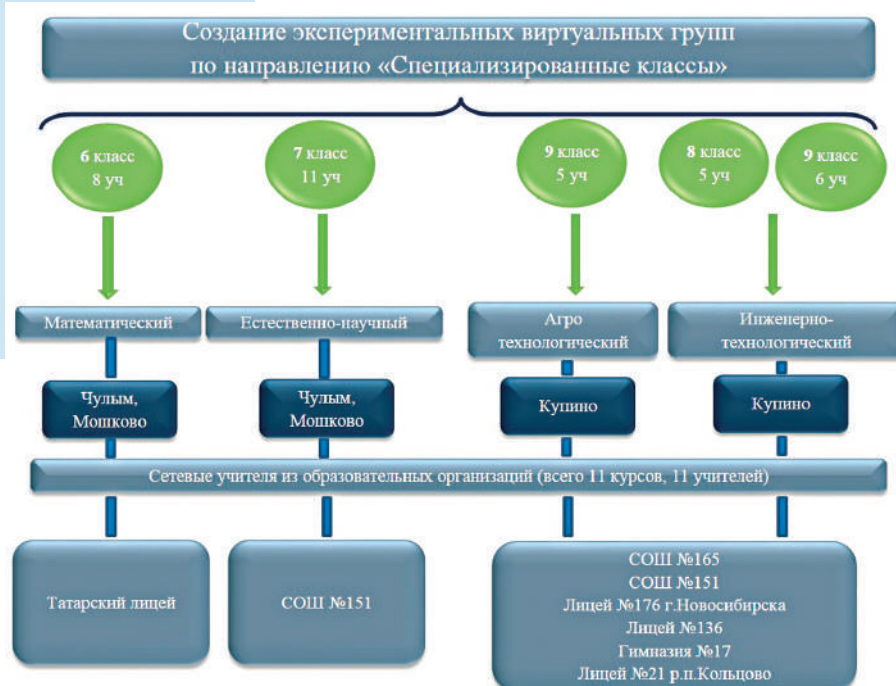 Создание экспериментальных виртуальных групп
по направлению «Специализированные классы»
6 класс
8 уч
7 класс
11 уч
9 класс
5 уч
8 класс
5 уч
9 класс
6 уч
Математический
Естественно-научный
Агро
технологический
Инженерно-
технологический
Чулым,
Мошково
Чулым,
Мошково
Купино
Купино
Сетевые учителя из образовательных организаций (всего 11 курсов, 11 учителей)
Татарский лицей
СОШ №151
СОШ №165
СОШ №151
Лицей №176 г.Новосибирска
Лицей №136
Гимназия №17
Лицей №21 р.п.Кольцово